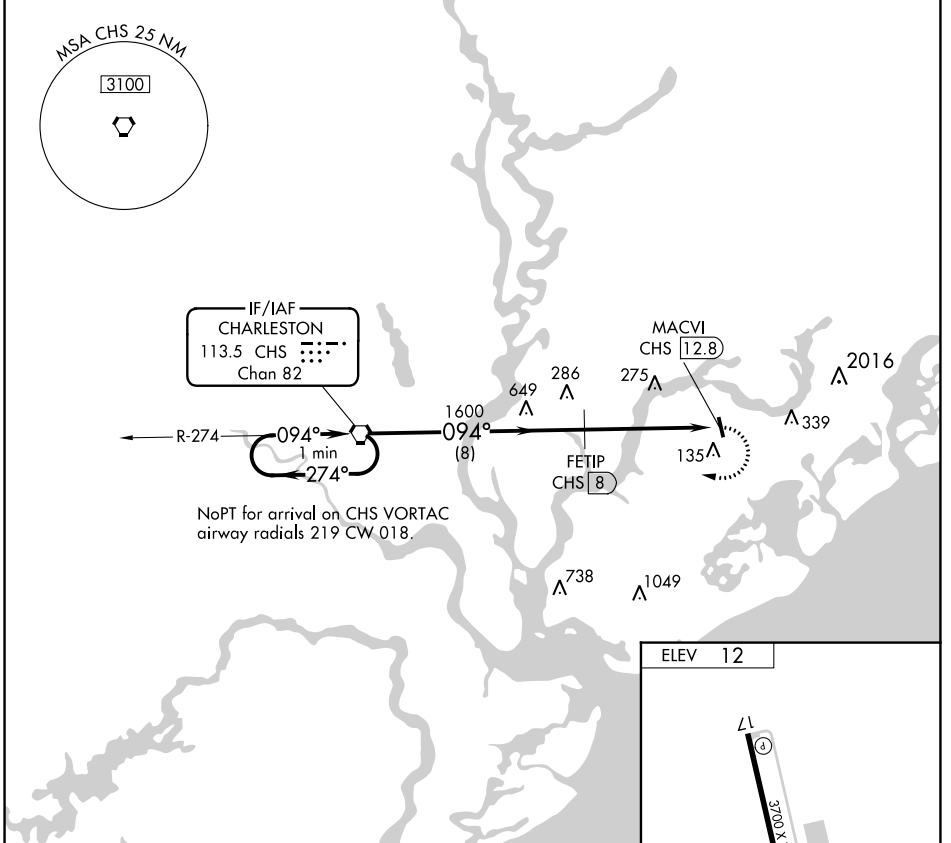 MSA CHS 25 NM
3100
IF/IAF
CHARLESTON
113.5 CHS
Chan 82
R-274
094°
1 min
274°
NoPT for arrival on CHS VORTAC
airway radials 219 CW 018.
1600
094°
(8)
649
286
275
MACVI
CHS 12.8
2016
339
135
FETIP
CHS 8
738
1049
ELEV 12
17
P
3700 X